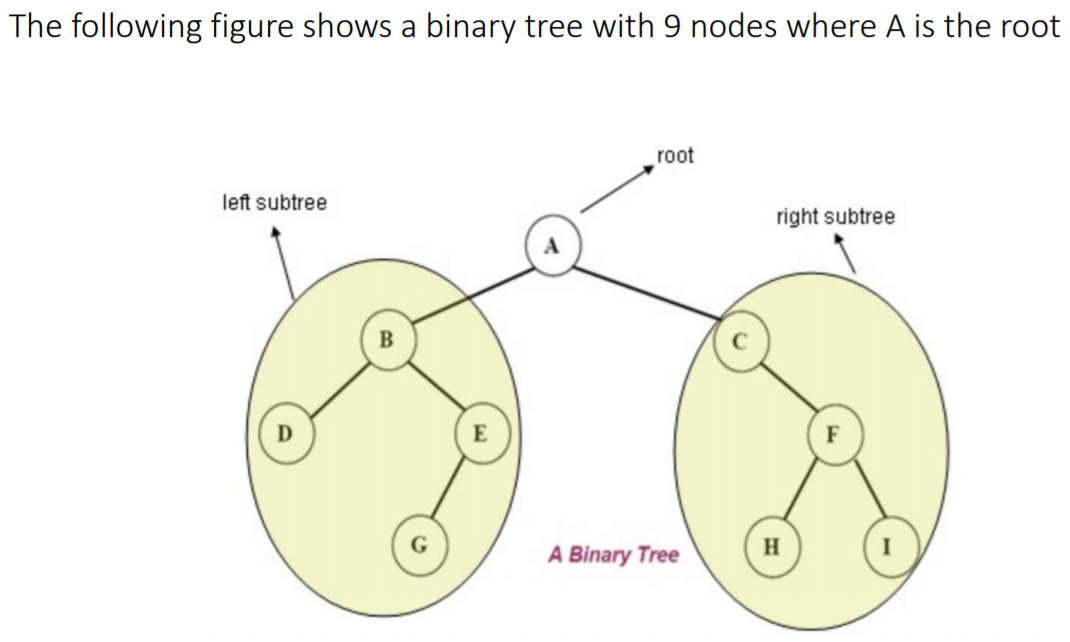 The following figure shows a binary tree with 9 nodes where A is the root
root
left subtree
right subtree
A
B
C
D
E
F
G
A Binary Tree
H
I